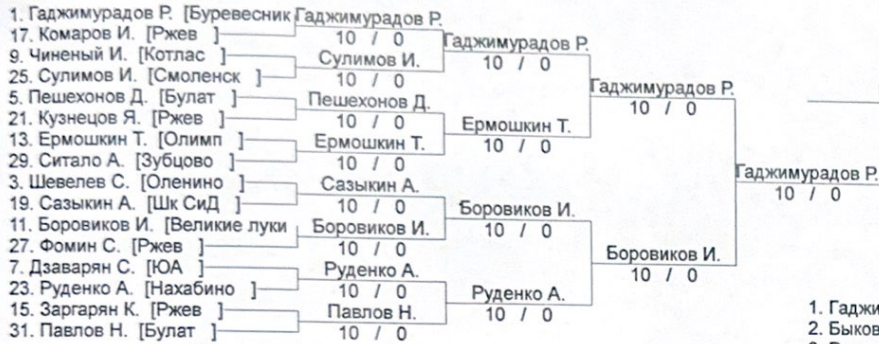 1. Гаджимурадов Р. [Буревесник
17. Комаров И. [Ржев ]
9. Чиненый И. [Котлас ]
25. Сулимов И. [Смоленск ]
5. Пешехонов Д. [Булат ]
21. Кузнецов Я. [Ржев ]
13. Ермошкин Т. [Олимп ]
29. Ситало А. [Зубцово ]
3. Шевелев С. [Оленино ]
19. Сазыкин А. [Шк СиД ]
11. Боровиков И. [Великие луки
27. Фомин С. [Ржев ]
7. Дзаварян С. [ЮА ]
23. Руденко А. [Нахабино ]
15. Заргарян К. [Ржев ]
31. Павлов Н. [Булат ]
Гаджимурадов Р.
10 / 0
Сулимов И.
10 / 0
Пешехонов Д.
10 / 0
Ермошкин Т.
10 / 0
Сазыкин А.
10 / 0
Боровиков И.
10 / 0
Руденко А.
10 / 0
Павлов Н.
10 / 0
Гаджимурадов Р.
10 / 0
Ермошкин Т.
10 / 0
Боровиков И.
10 / 0
Руденко А.
10 / 0
Гаджимурадов Р.
10 / 0
Боровиков И.
10 / 0
Гаджимурадов Р.
10 / 0
1. Гаджи
2. Быков